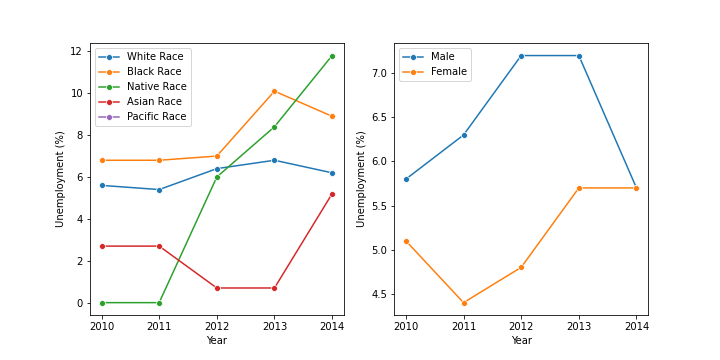 12
10
8
6
4
2
0
Unemployment (%)
White Race
Black Race
Native Race
Asian Race
Pacific Race
2010 2011 2012 2013 2014
Year
7.0
6.5
6.0
5.5
5.0
4.5
Unemployment (%)
Male
Female
2010 2011 2012 2013 2014
Year